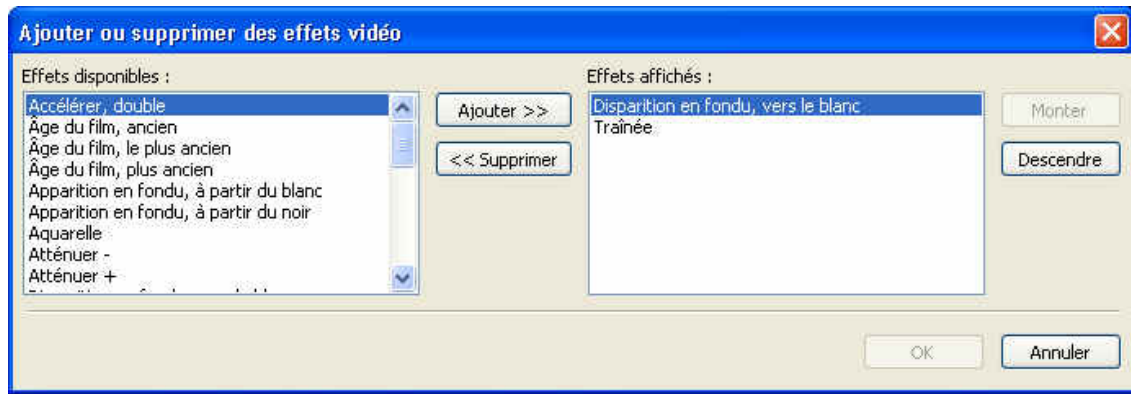 Ajouter ou supprimer des effets vidéo
Effets disponibles :
Accélérer, double
Âge du film, ancien
Âge du film, le plus ancien
Âge du film, plus ancien
Apparition en fondu, à partir du blanc
Apparition en fondu, à partir du noir
Aquarelle
Atténuer -
Atténuer +
Ajouter >>
<< Supprimer
Effets affichés :
Disparition en fondu, vers le blanc
Traînée
Monter
Descendre
OK
Annuler